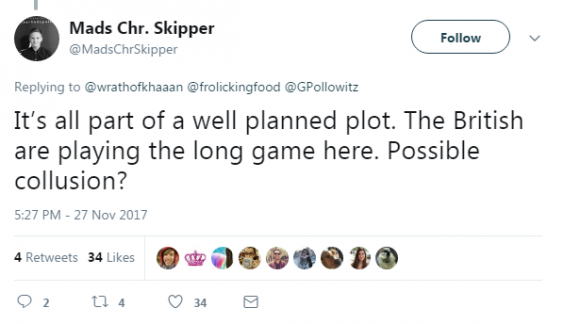 Mads Chr. Skipper
@MadsChrSkipper
Follow
Replying to @wrathofkhaaan @frolickingfood @GPollowitz
It’s all part of a well planned plot. The British
are playing the long game here. Possible
collusion?
5:27 PM - 27 Nov 2017
4 Retweets 34 Likes
2 4 34